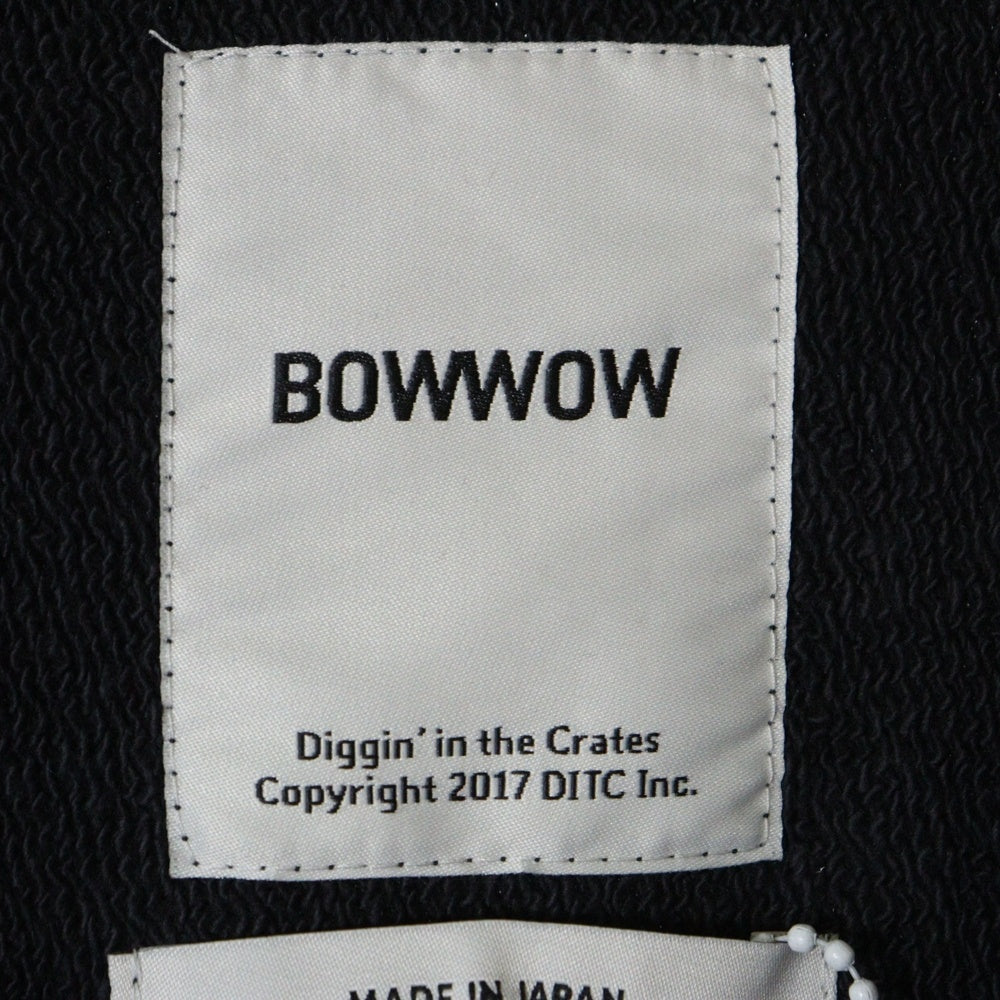 BOWWOW
Diggin' in the Crates
Copyright 2017 DITC Inc.
MADE IN JAPAN